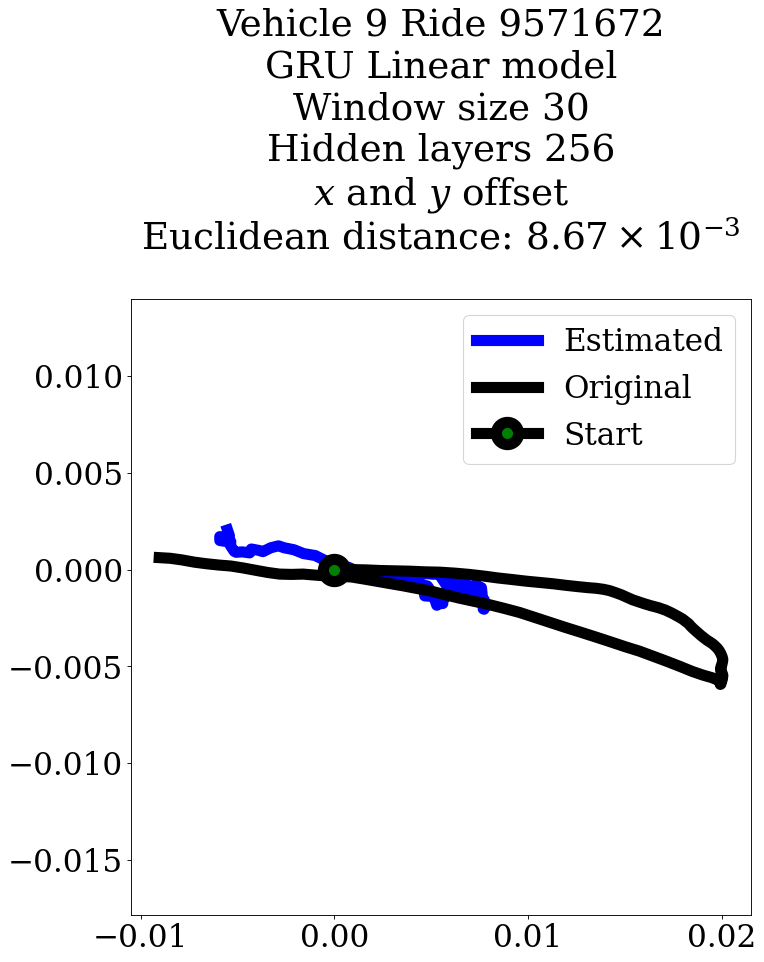 Vehicle 9 Ride 9571672
GRU Linear model
Window size 30
Hidden layers 256
x and y offset
Euclidean distance: 8.67 × 10⁻³
Estimated
Original
Start
0.010
0.005
0.000
−0.005
−0.010
−0.015
−0.01 0.00 0.01 0.02